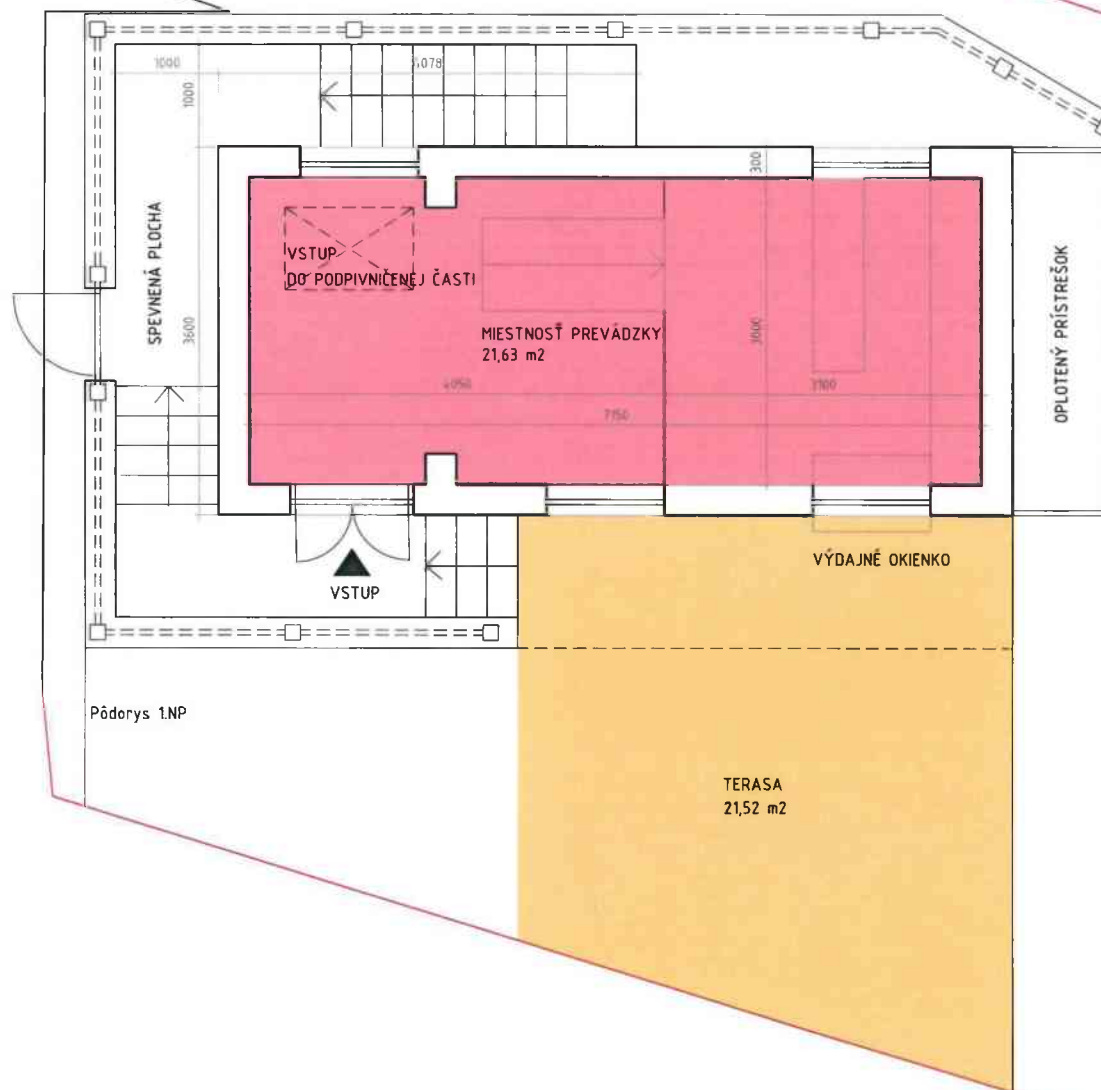 1000
4078
1000
300
SPEVNENÁ PLOCHA
VSTUP
DO PODPIVNIČENEJ ČASTI
OPLOTENÝ PRÍSTREŠOK
3600
MIESTNOSŤ PREVÁDZKY
21,63 m2
3600
4050
3100
7150
VÝDAJNÉ OKIENKO
VSTUP
Pôdorys 1.NP
TERASA
21,52 m2